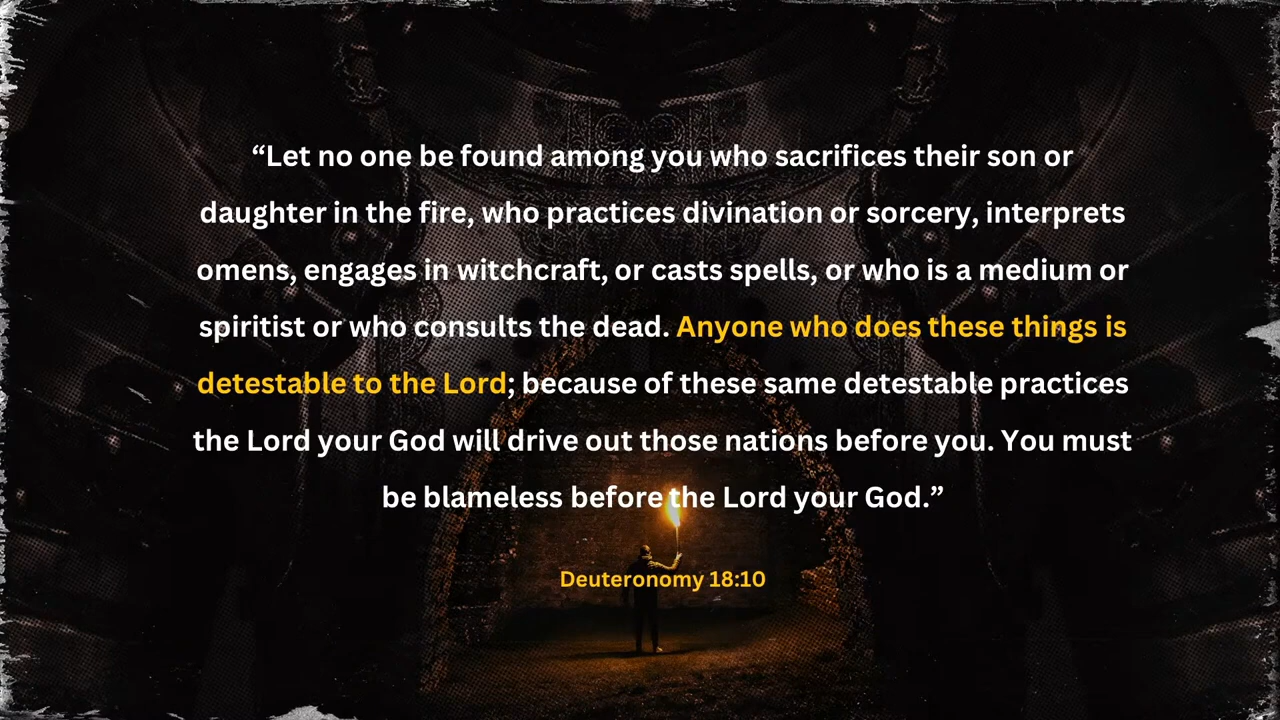 “Let no one be found among you who sacrifices their son or
daughter in the fire, who practices divination or sorcery, interprets
omens, engages in witchcraft, or casts spells, or who is a medium or
spiritist or who consults the dead. Anyone who does these things is
detestable to the Lord; because of these same detestable practices
the Lord your God will drive out those nations before you. You must
be blameless before the Lord your God.”
Deuteronomy 18:10